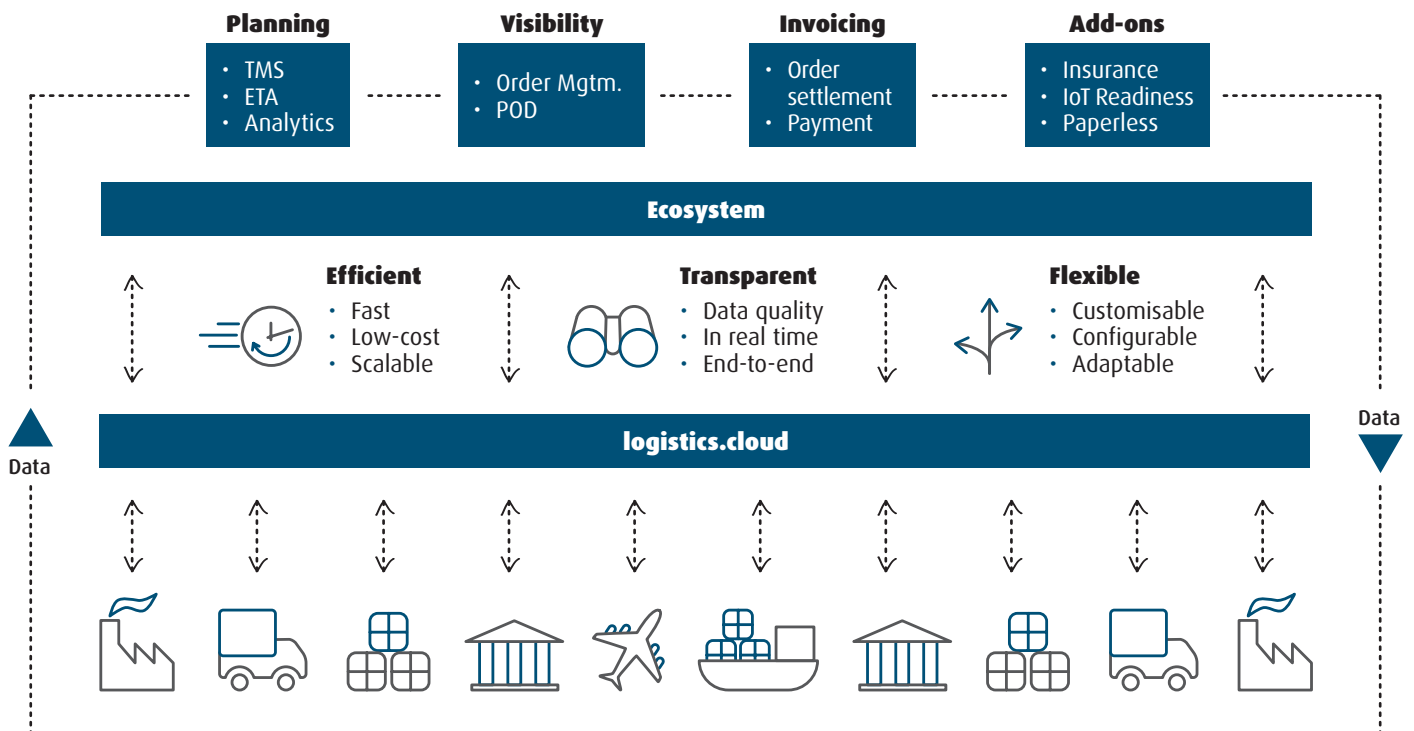 Planning
• TMS
• ETA
• Analytics
Visibility
• Order Mgtm.
• POD
Invoicing
• Order
settlement
• Payment
Add-ons
• Insurance
• IoT Readiness
• Paperless
Ecosystem
Efficient
• Fast
• Low-cost
• Scalable
Transparent
• Data quality
• In real time
• End-to-end
Flexible
• Customisable
• Configurable
• Adaptable
Data
logistics.cloud
Data